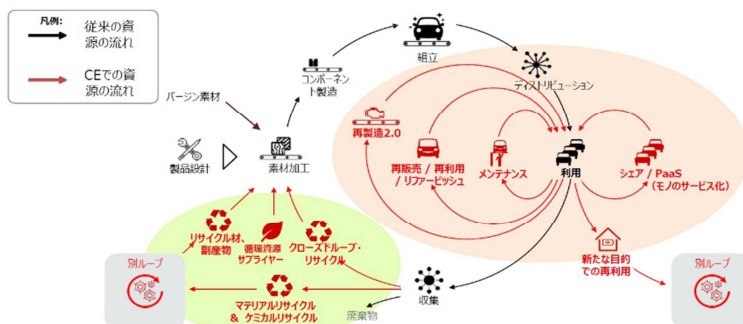 凡例:
従来の資
源の流れ
CEでの資
源の流れ
バージン素材
製品設計
素材加工
コンポーネン
ト製造
組立
ディストリビューション
再製造2.0
再販売 / 再利用
/ リファービッシュ
メンテナンス
利用
シェア / PaaS
(モノのサービス化)
リサイクル材、
副産物
循環資源
サプライヤー
クローズドループ・
リサイクル
別ループ
マテリアルリサイクル
& ケミカルリサイクル
廃棄物
収集
新たな目的
での再利用
別ループ